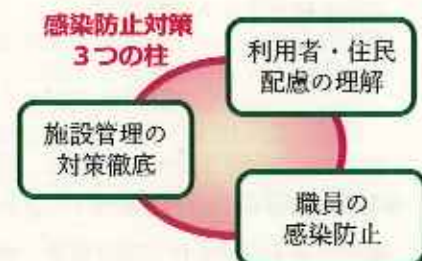 感染防止対策
3つの柱
利用者・住民
配慮の理解
施設管理の
対策徹底
職員の
感染防止